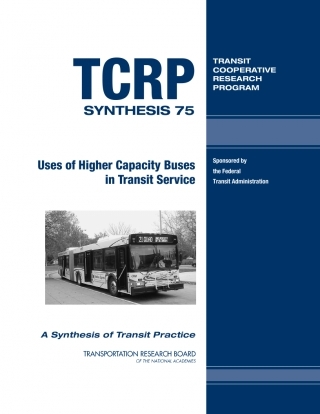 TCRP
SYNTHESIS 75
TRANSIT
COOPERATIVE
RESEARCH
PROGRAM
Uses of Higher Capacity Buses
in Transit Service
Sponsored by
the Federal
Transit Administration
A Synthesis of Transit Practice
TRANSPORTATION RESEARCH BOARD
OF THE NATIONAL ACADEMIES